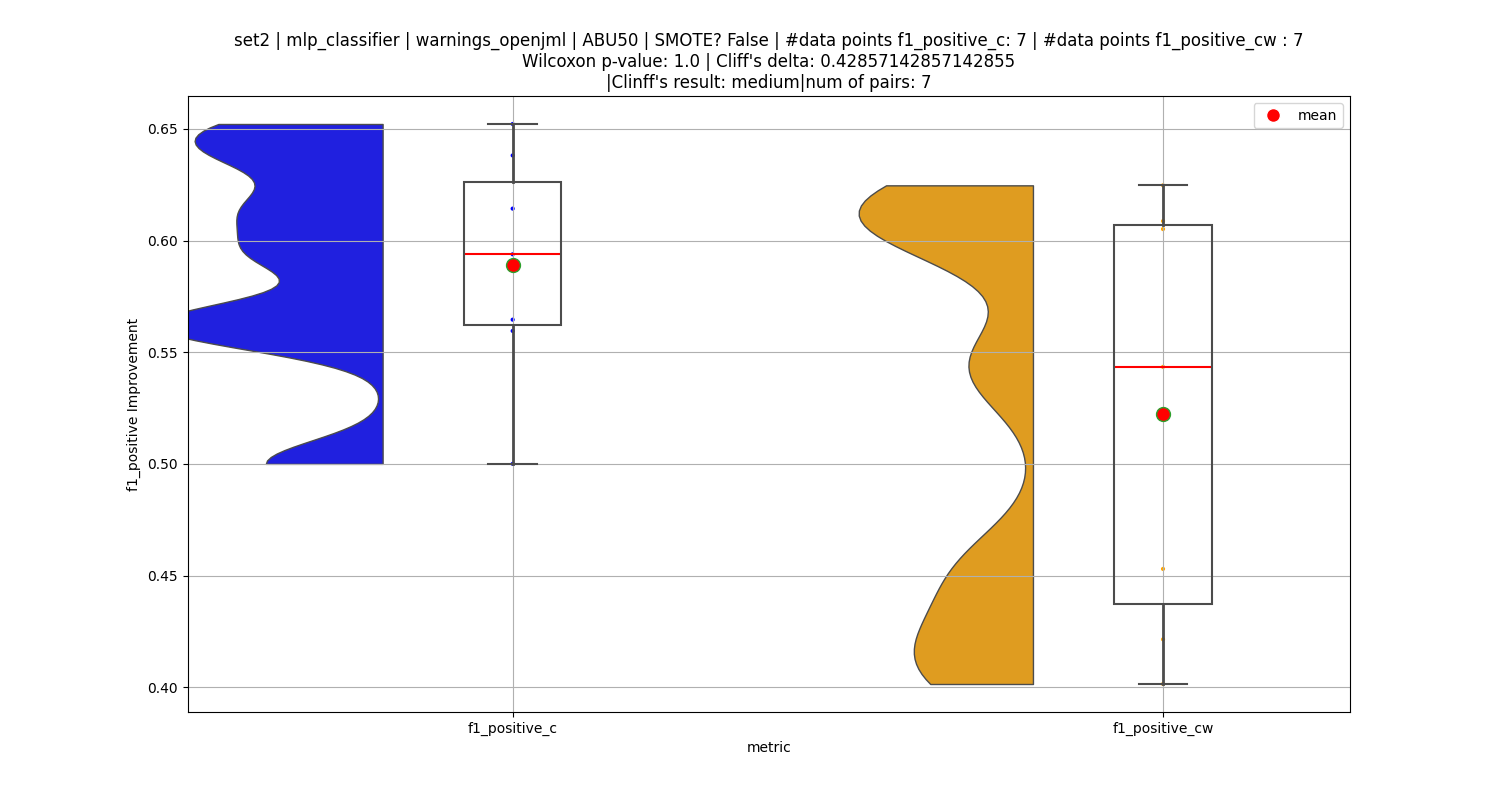 set2 | mlp_classifier | warnings_openjml | ABU50 | SMOTE? False | #data points f1_positive_c: 7 | #data points f1_positive_cw : 7
Wilcoxon p-value: 1.0 | Cliff's delta: 0.42857142857142855
|Clinff's result: medium|num of pairs: 7
mean
0.65
0.60
0.55
0.50
0.45
0.40
f1_positive Improvement
f1_positive_c
f1_positive_cw
metric